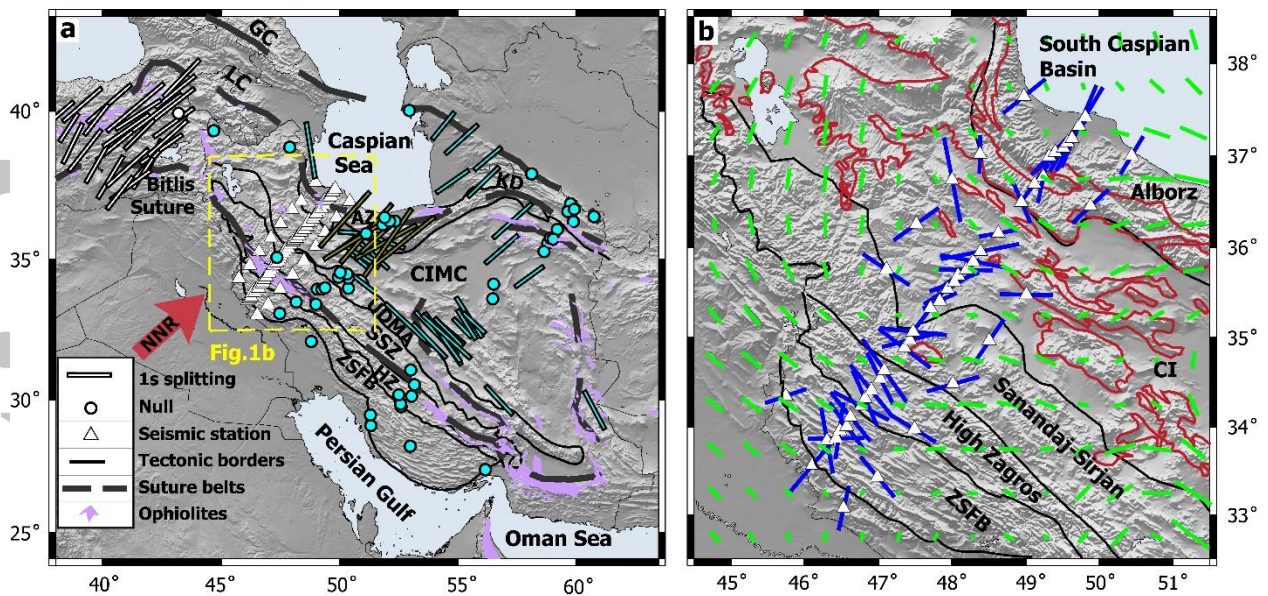 a
GC
LC
40°
Caspian
Sea
Bitlis
Suture
KD
AZ
35°
CIMC
NNR
UDMA
SSZ
Fig.1b
HZ
ZSFB
1s splitting
Null
30°
Seismic station
Tectonic borders
Persian Gulf
Suture belts
Ophiolites
Oman Sea
25°
40° 45° 50° 55° 60°
b
South Caspian
Basin
38°
37°
Alborz
36°
35°
CI
Sanandaj-Sirjan
High Zagros
34°
ZSFB
33°
45° 46° 47° 48° 49° 50° 51°